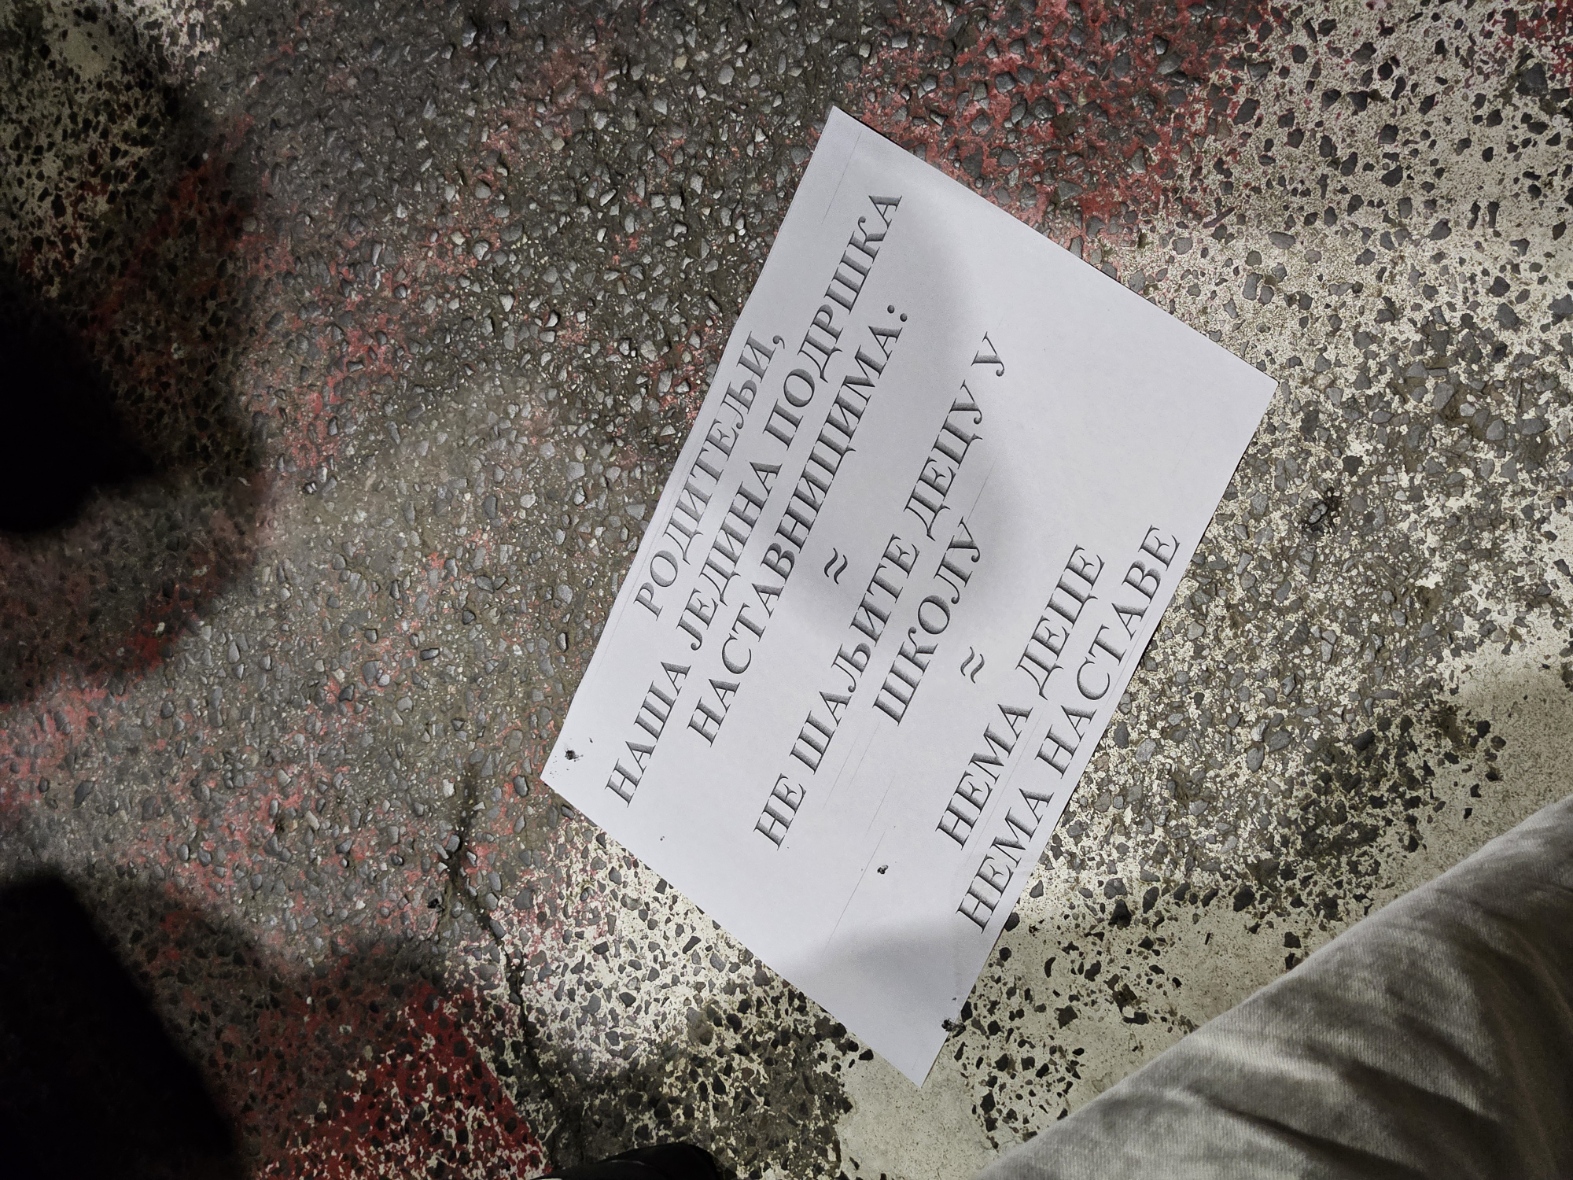 РОДИТЕЉИ,
НАША ЈЕДИНА ПОДРШКА
НАСТАВНИЦИМА:
≈
НЕ ШАЉИТЕ ДЕЦУ У
ШКОЛУ
≈
НЕМА ДЕЦЕ
НЕМА НАСТАВЕ